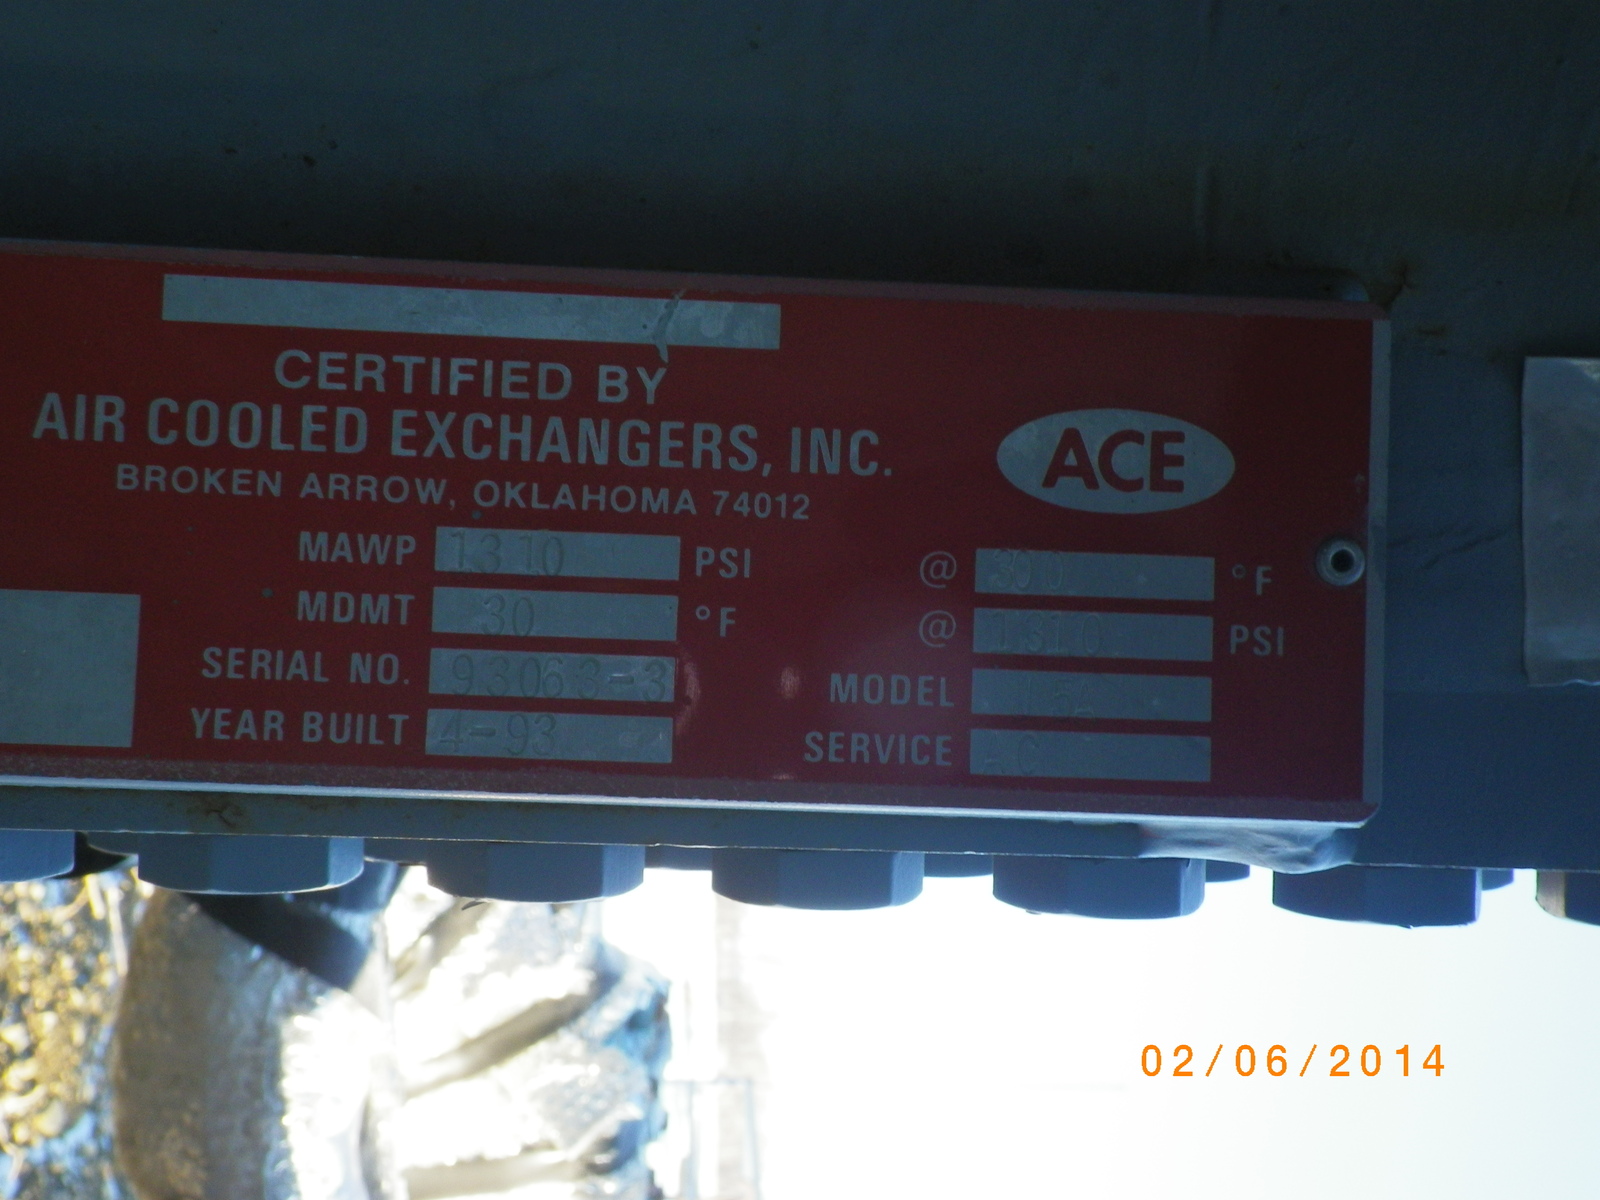 CERTIFIED BY
AIR COOLED EXCHANGERS, INC.
BROKEN ARROW, OKLAHOMA 74012
ACE
MAWP 1310 PSI @ 300 °F
MDMT 30 °F @ 1310 PSI
SERIAL NO. 93063-3 MODEL
YEAR BUILT 4-93 SERVICE
02/06/2014